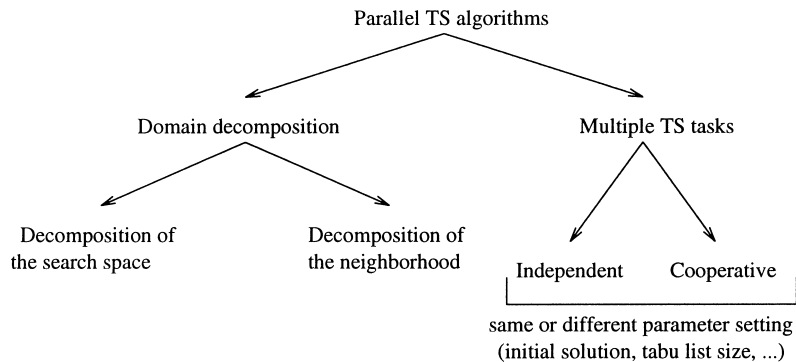 Parallel TS algorithms
Domain decomposition
Multiple TS tasks
Decomposition of
the search space
Decomposition of
the neighborhood
Independent
Cooperative
same or different parameter setting
(initial solution, tabu list size, ...)